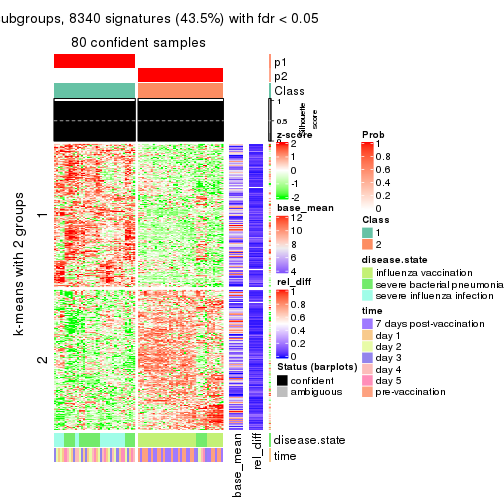 ubgroups, 8340 signatures (43.5%) with fdr < 0.05
80 confident samples
p1
p2
Class
1
0.5
Silhouette
score
k-means with 2 groups
1
2
base_mean
rel_diff
disease.state
time
z-score
2
1
0
-1
-2
base_mean
12
10
8
6
4
rel_diff
1
0.8
0.6
0.4
0.2
0
Status (barplots)
confident
ambiguous
Prob
1
0.8
0.6
0.4
0.2
0
Class
1
2
disease.state
influenza vaccination
severe bacterial pneumonia
severe influenza infection
time
7 days post-vaccination
day 1
day 2
day 3
day 4
day 5
pre-vaccination